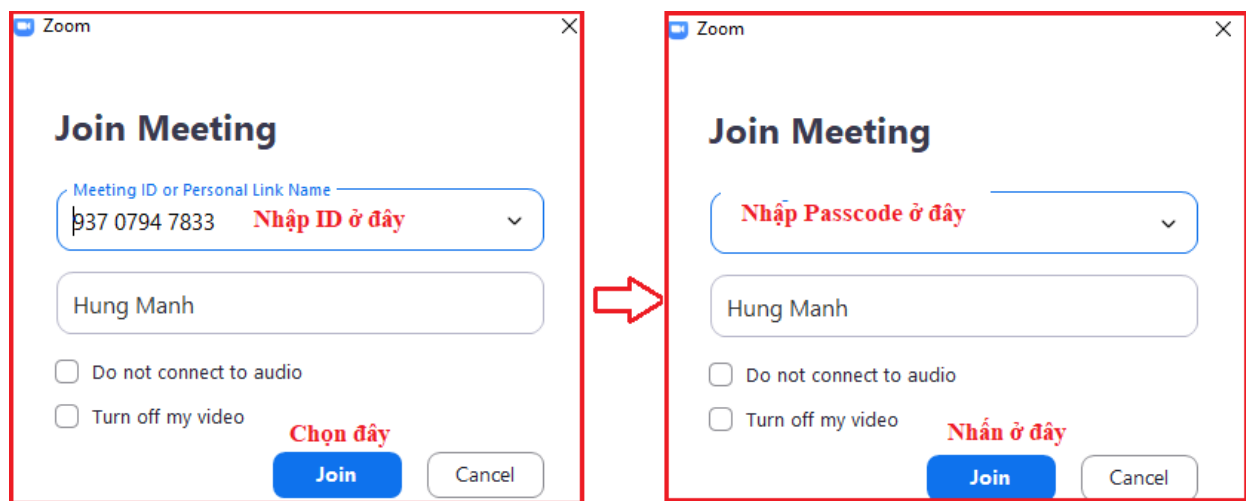 Zoom
Join Meeting
Meeting ID or Personal Link Name
937 0794 7833 Nhập ID ở đây
Hung Manh
Do not connect to audio
Turn off my video
Chọn đây
Join Cancel
Zoom
Join Meeting
Nhập Passcode ở đây
Hung Manh
Do not connect to audio
Turn off my video
Nhấn ở đây
Join Cancel